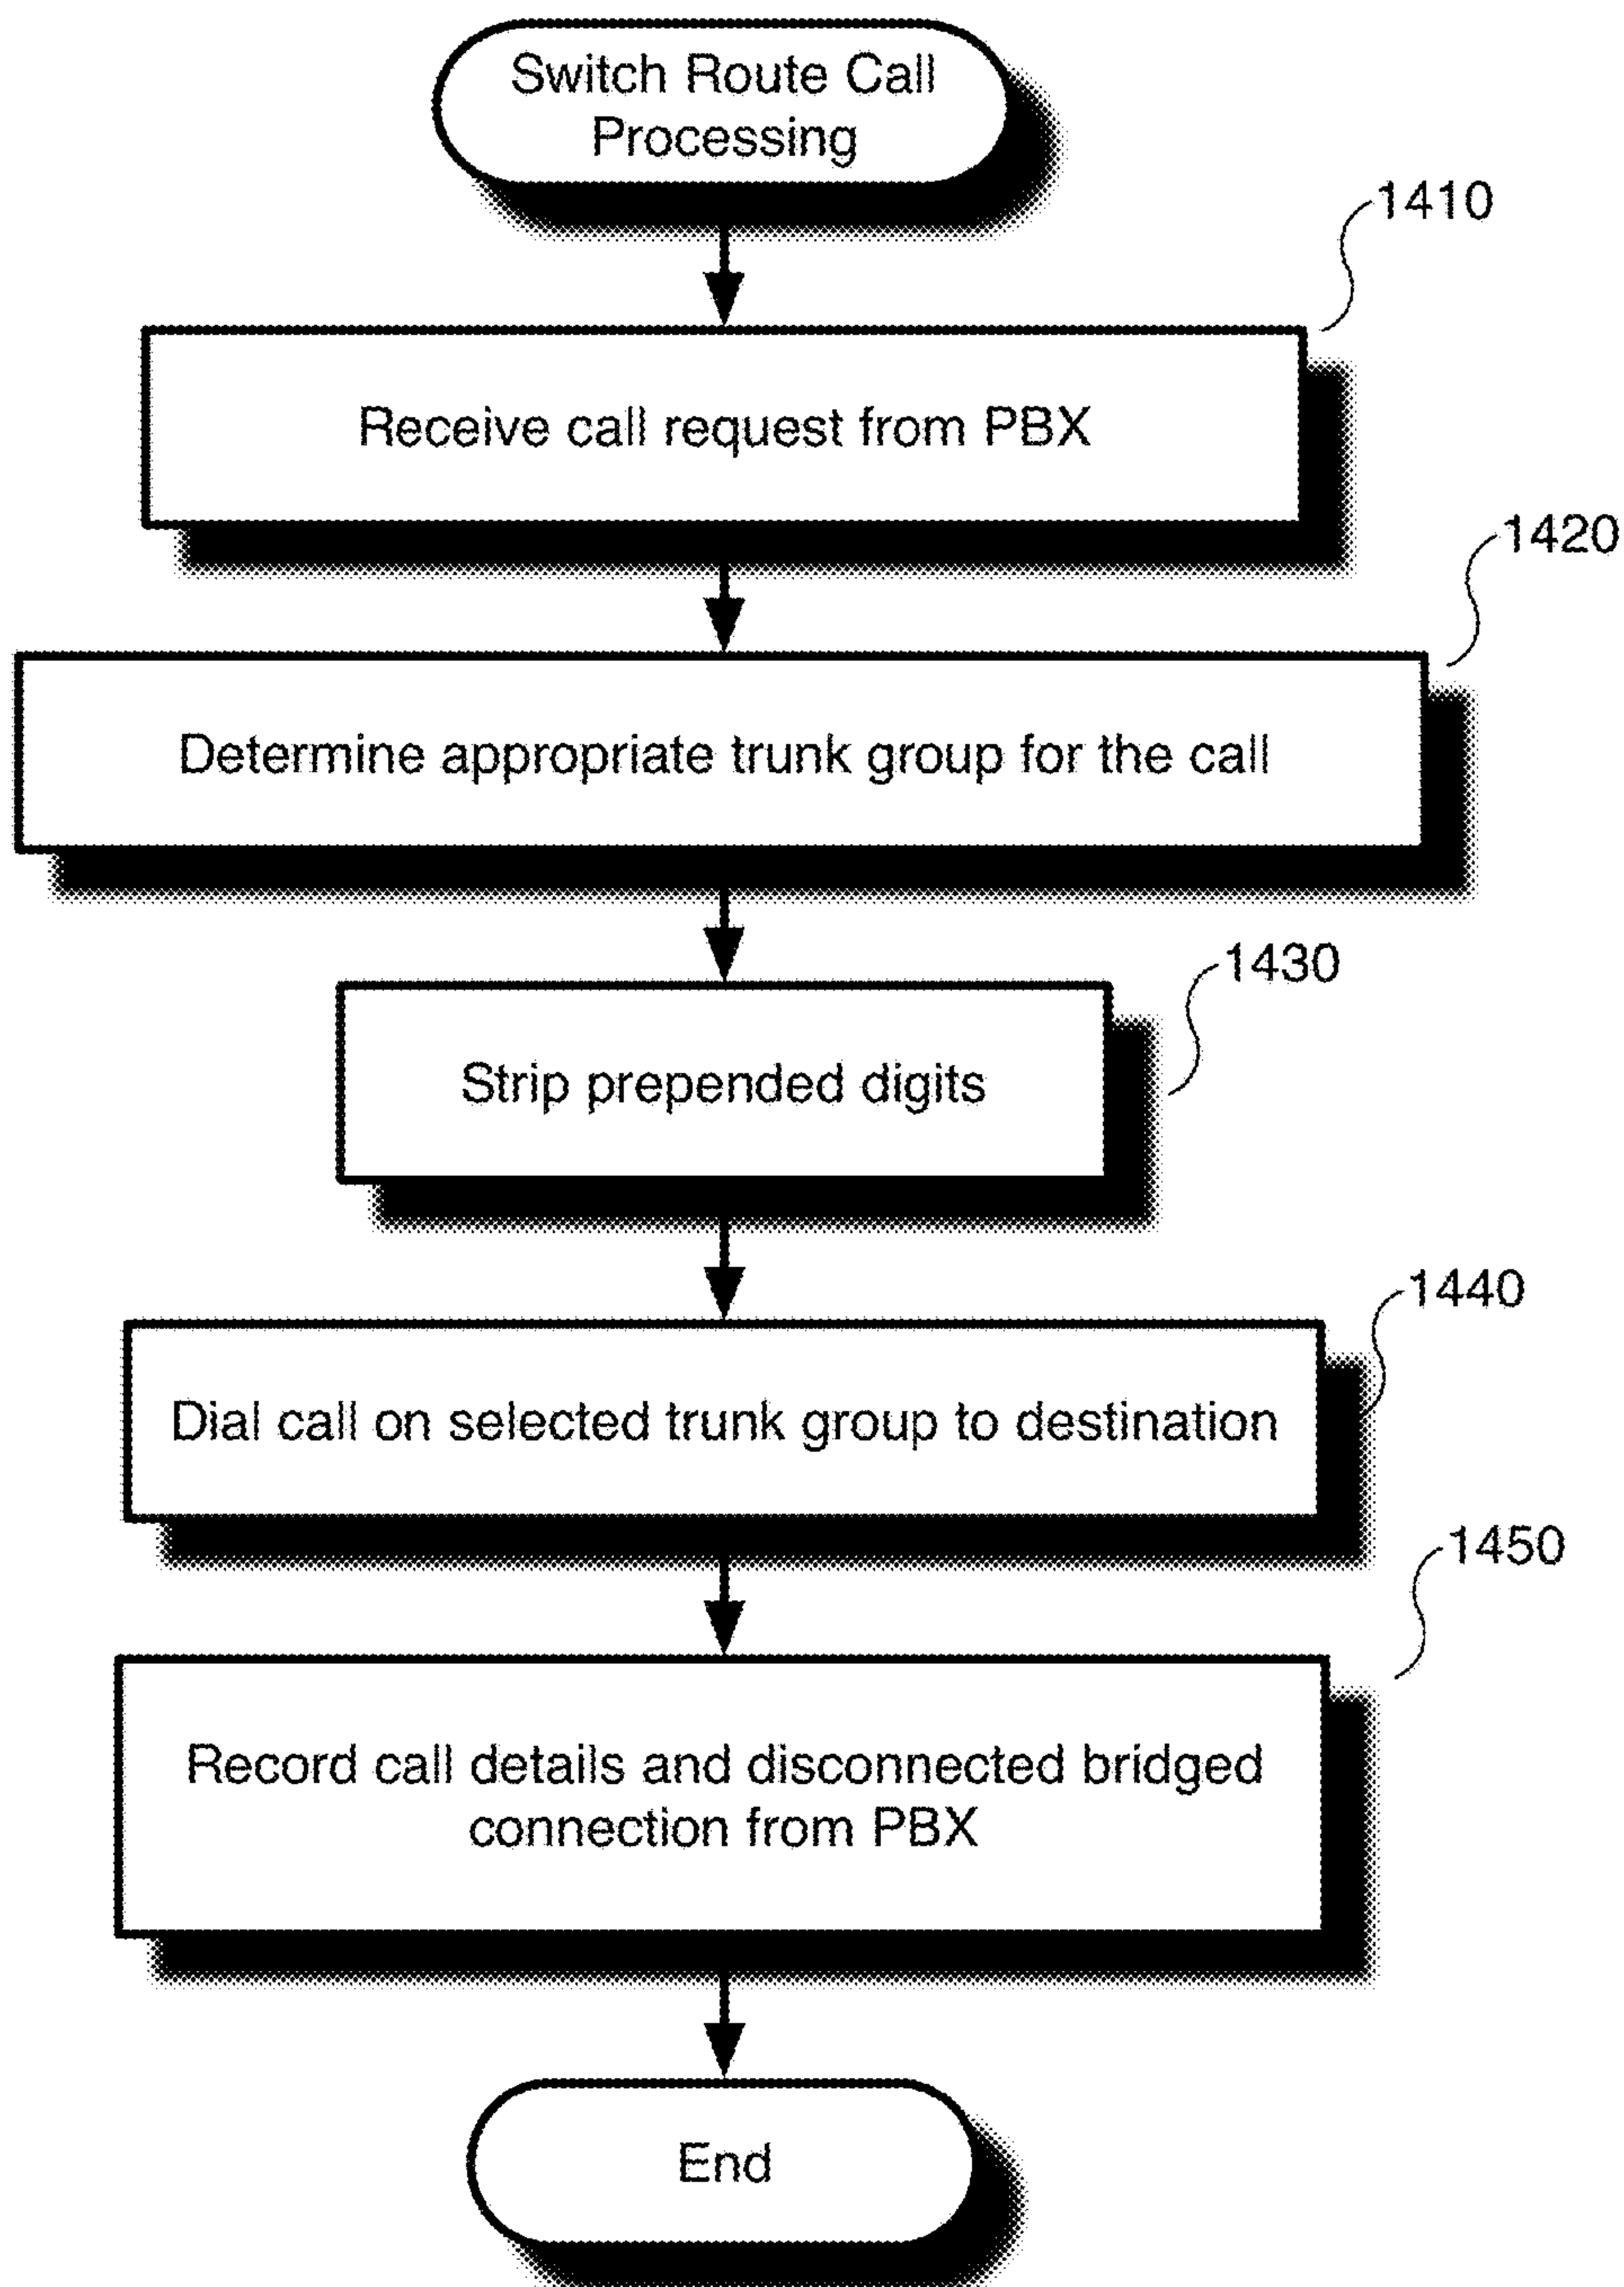 Switch Route Call
Processing
1410
Receive call request from PBX
1420
Determine appropriate trunk group for the call
1430
Strip prepended digits
1440
Dial call on selected trunk group to destination
1450
Record call details and disconnected bridged
connection from PBX
End